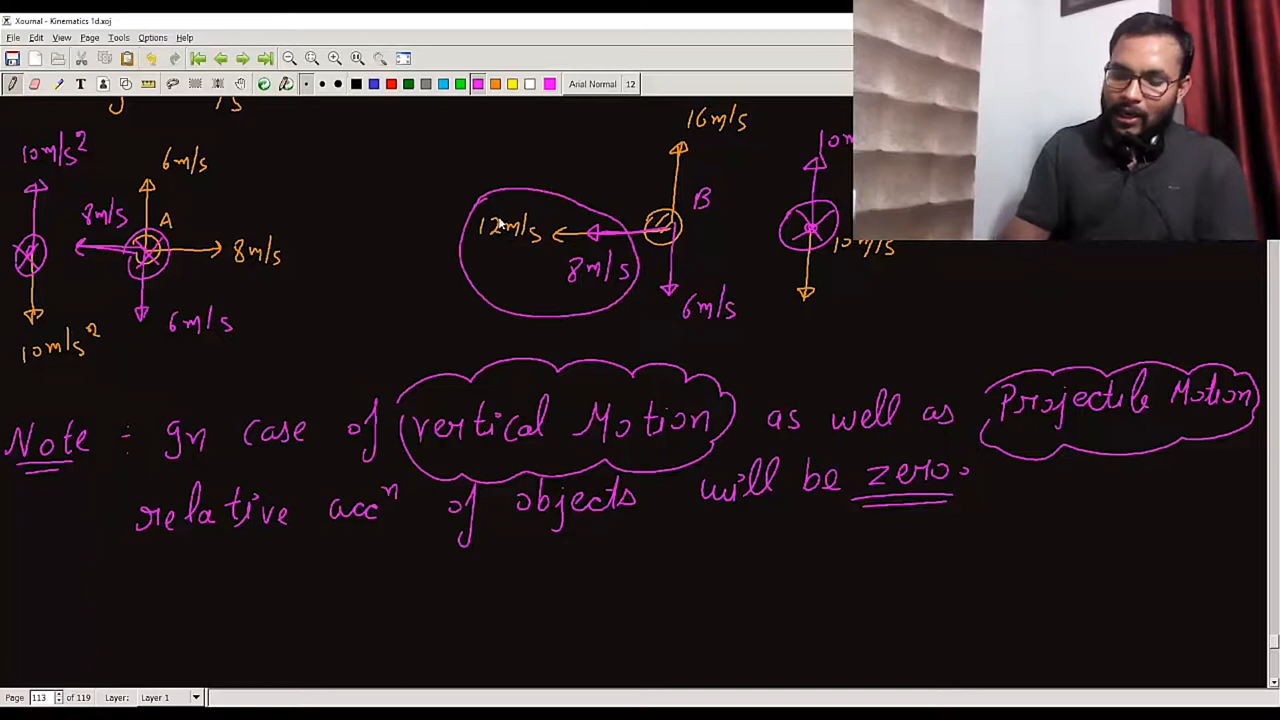 Xournal - Kinematics 1d.xoj
File Edit View Page Tools Options Help
Arial Normal 12
10m/s²
6m/s
8m/s
A
8m/s
6m/s
10m/s²
16m/s
B
12m/s
8m/s
6m/s
10m
10m/s
Note :- In case of vertical Motion as well as Projectile Motion
relative accⁿ of objects will be zero.
Page 113 of 119 Layer: Layer 1